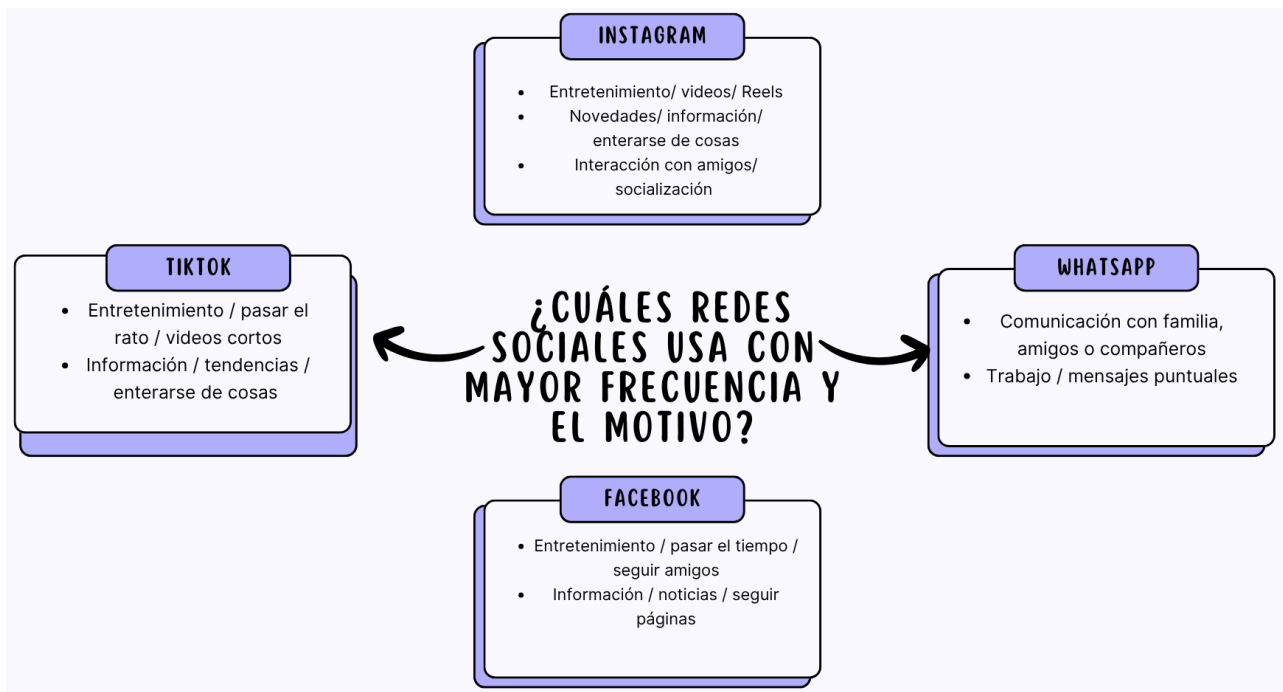 INSTAGRAM
• Entretenimiento/ videos/ Reels
• Novedades/ información/
enterarse de cosas
• Interacción con amigos/
socialización
TIKTOK
• Entretenimiento / pasar el
rato / videos cortos
• Información / tendencias /
enterarse de cosas
¿CUÁLES REDES
SOCIALES USA CON
MAYOR FRECUENCIA Y
EL MOTIVO?
WHATSAPP
• Comunicación con familia,
amigos o compañeros
• Trabajo / mensajes puntuales
FACEBOOK
• Entretenimiento / pasar el tiempo /
seguir amigos
• Información / noticias / seguir
páginas